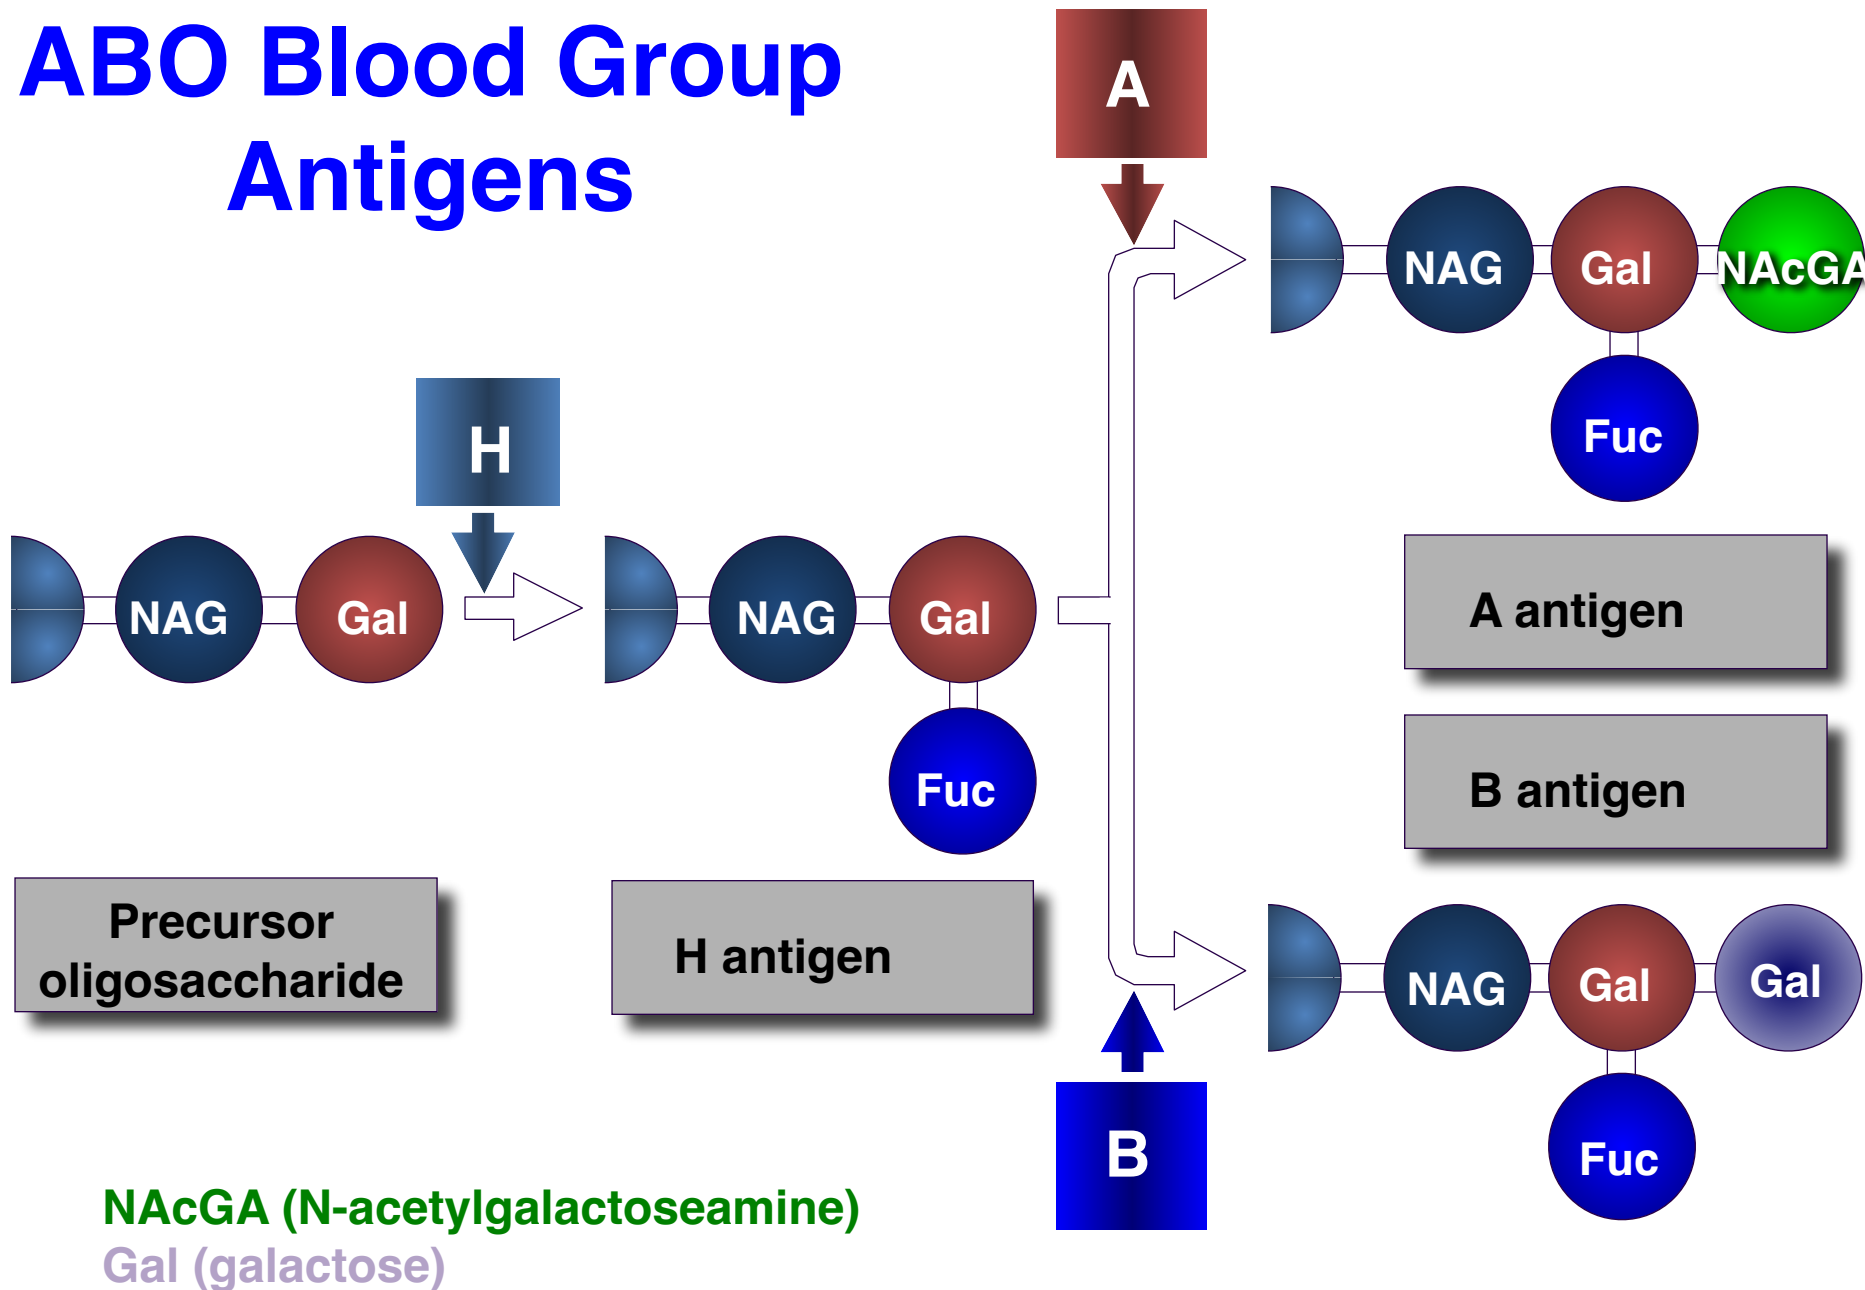 ABO Blood Group
Antigens
A
NAG Gal NAcGA
Fuc
H
NAG Gal
NAG Gal
Fuc
A antigen
B antigen
Precursor
oligosaccharide
H antigen
NAG Gal Gal
Fuc
B
NAcGA (N-acetylgalactoseamine)
Gal (galactose)